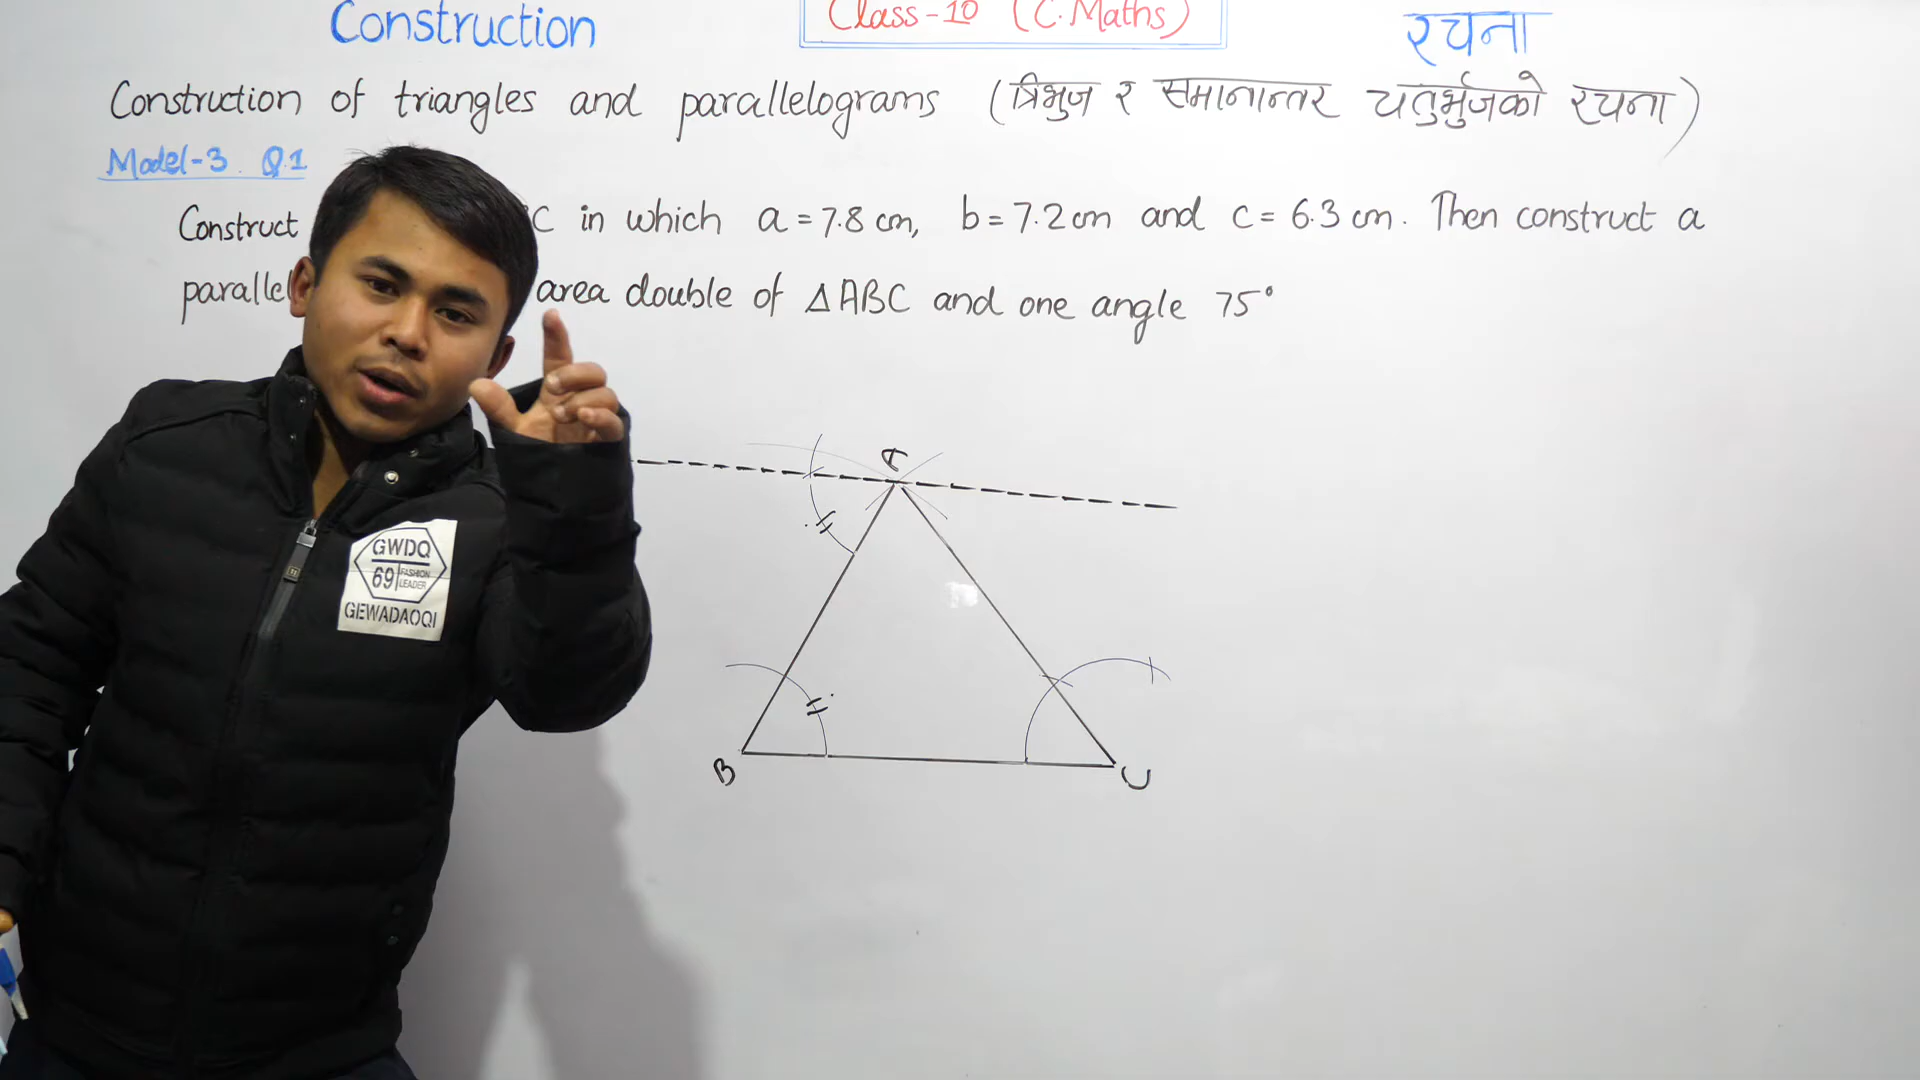 Construction Class-10 (C.Maths) रचना
Construction of triangles and parallelograms (त्रिभुज र समानान्तर चतुर्भुजको रचना)
Model-3. Q.1
Construct BC in which a = 7.8 cm, b = 7.2 cm and c = 6.3 cm. Then construct a
parallel area double of ΔABC and one angle 75°
B
C
GWDQ
69 FASHION
LEADER
GEWADAOQI